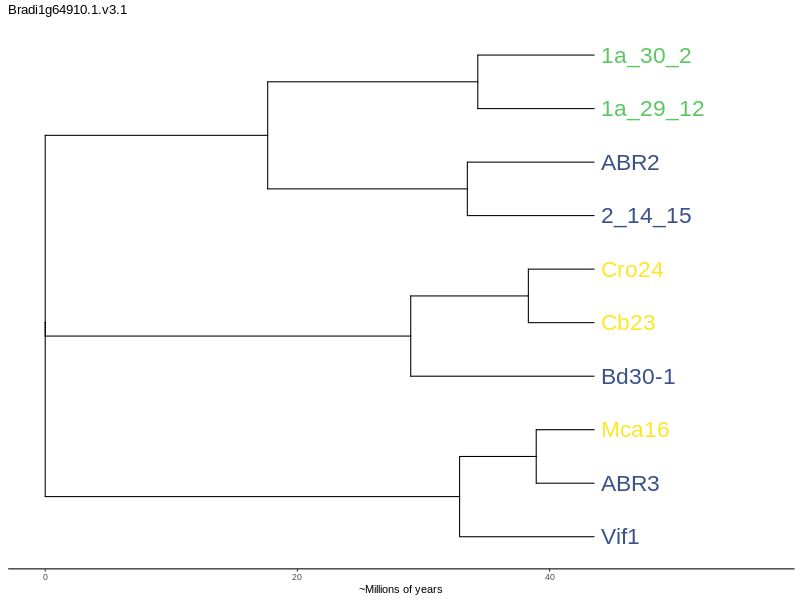 Bradi1g64910.1.v3.1
1a_30_2
1a_29_12
ABR2
2_14_15
Cro24
Cb23
Bd30-1
Mca16
ABR3
Vif1
0 20 40
~Millions of years